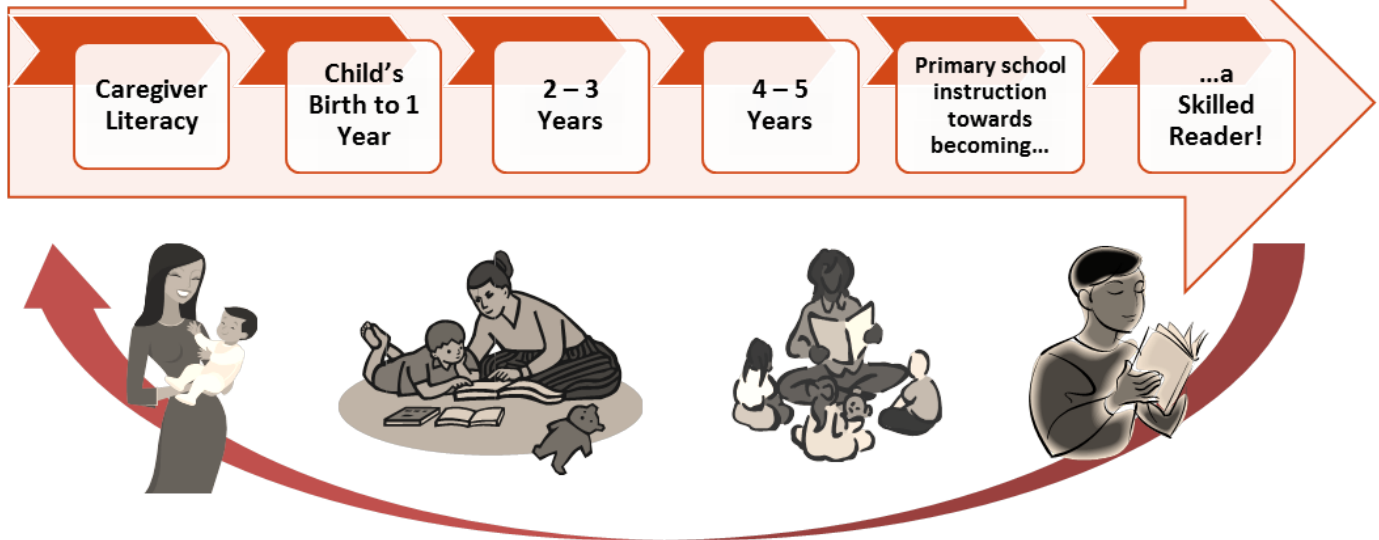 Caregiver
Literacy
Child’s
Birth to 1
Year
2 – 3
Years
4 – 5
Years
Primary school
instruction
towards
becoming…
…a
Skilled
Reader!